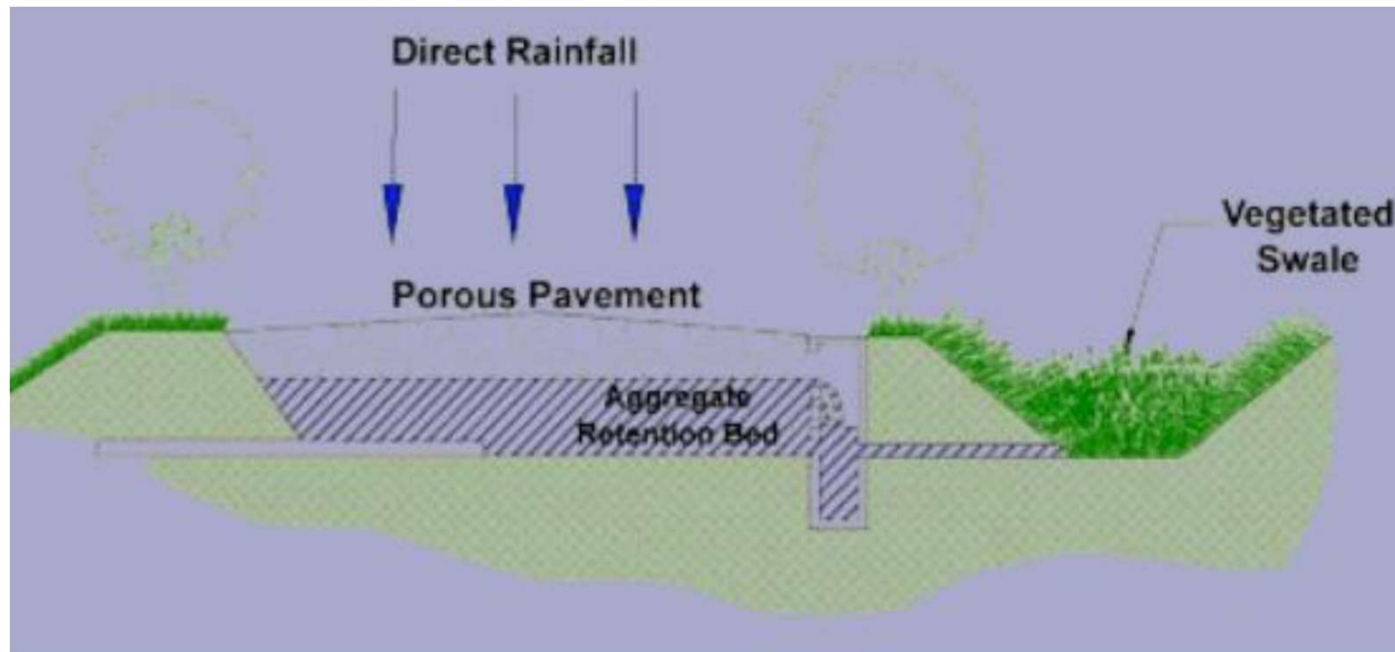 Direct Rainfall
Porous Pavement
Vegetated
Swale
Aggregate
Retention Bed